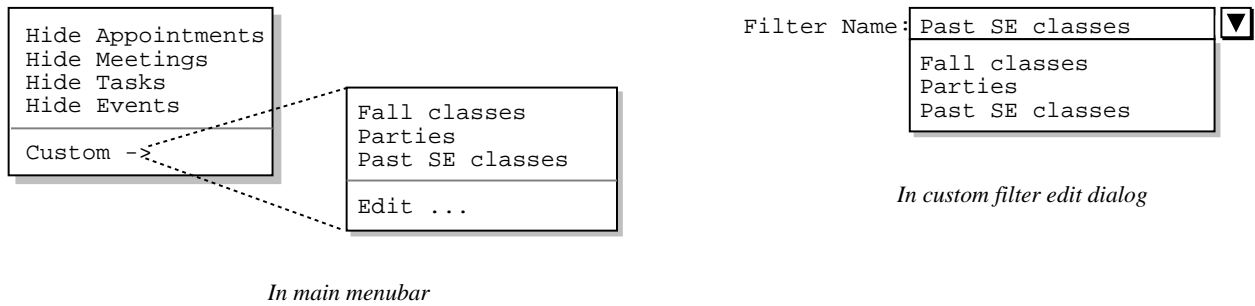 Hide Appointments
Hide Meetings
Hide Tasks
Hide Events
Custom ->
Fall classes
Parties
Past SE classes
Edit ...
In main menubar
Filter Name: Past SE classes
Fall classes
Parties
Past SE classes
In custom filter edit dialog